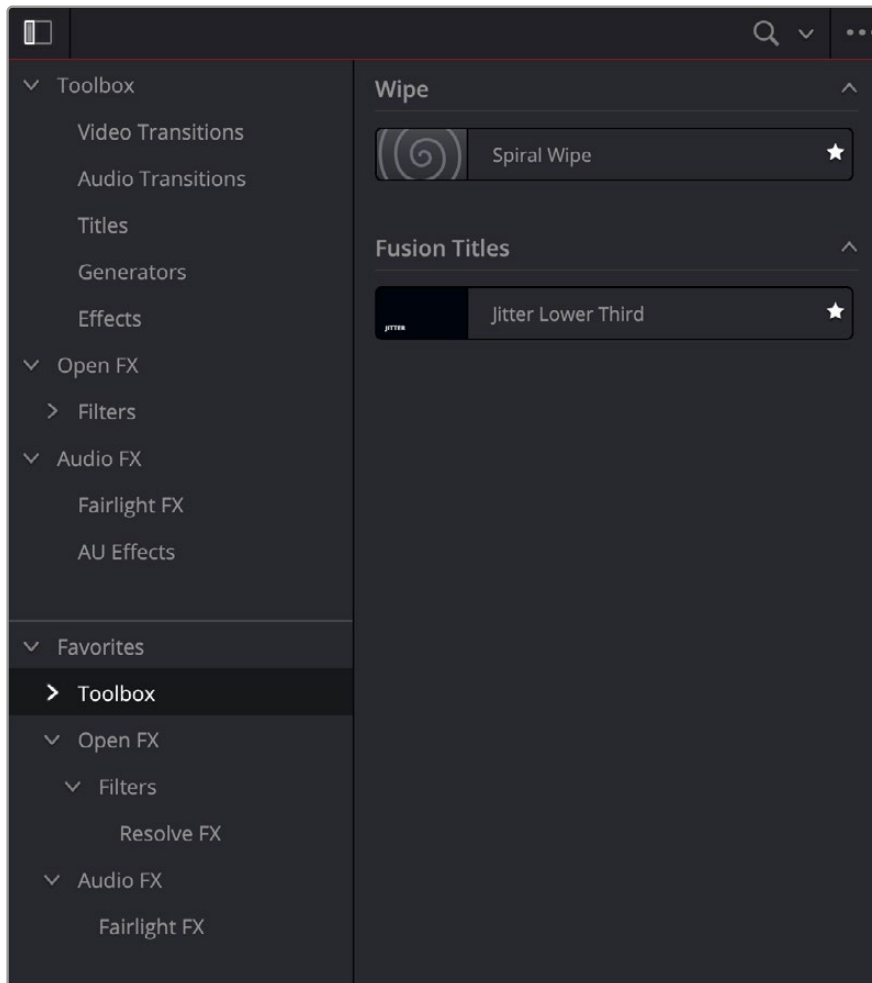 Toolbox
Video Transitions
Audio Transitions
Titles
Generators
Effects
Open FX
Filters
Audio FX
Fairlight FX
AU Effects
Favorites
Toolbox
Open FX
Filters
Resolve FX
Audio FX
Fairlight FX
Wipe
Spiral Wipe
Fusion Titles
JITTER
Jitter Lower Third